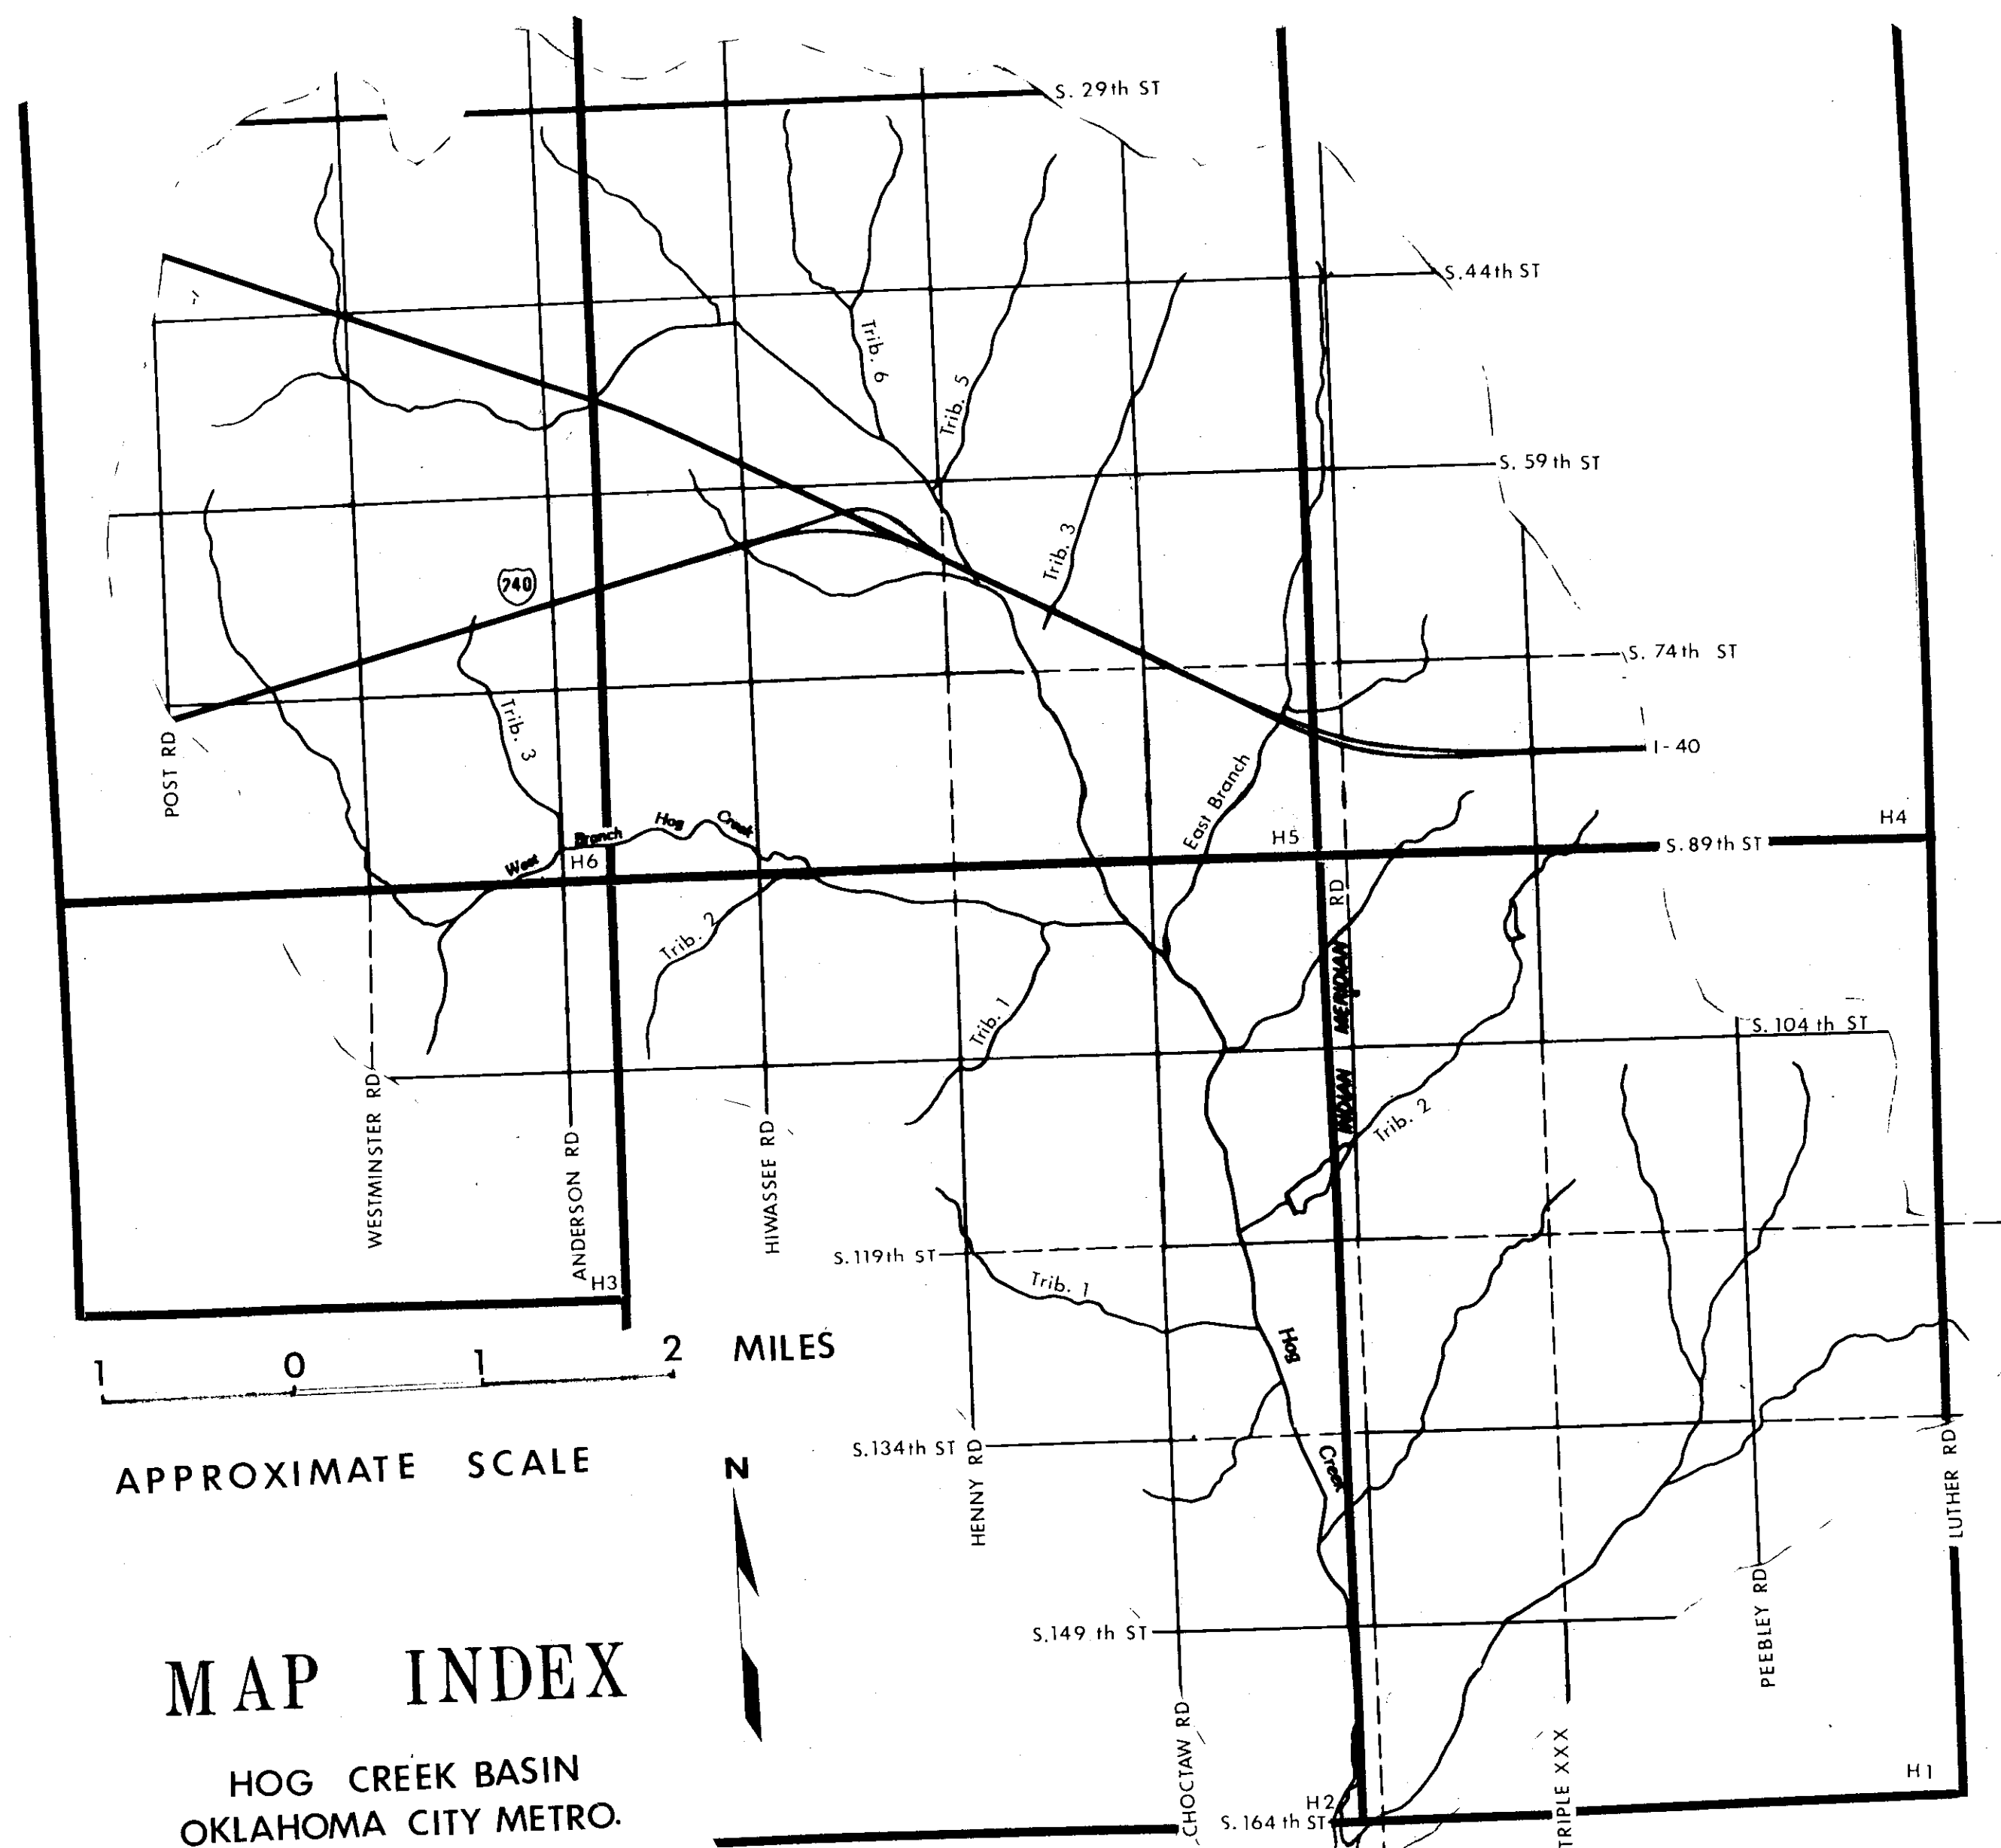 S. 29th ST
S.44th ST
Trib. 6
Trib. 5
S. 59th ST
Trib. 3
240
S. 74th ST
Trib. 3
POST RD
I-40
East Branch
H4
H5
S. 89th ST
West Branch Hog Creek
H6
RD
Trib. 2
INDIAN MERIDIAN
Trib. 1
S. 104 th ST
WESTMINSTER RD
ANDERSON RD
HIWASSEE RD
Trib. 2
S.119th ST
Trib. 1
H3
Hog Creek
1 0 1 2 MILES
APPROXIMATE SCALE
S.134th ST
HENNY RD
LUTHER RD
N
S.149 th ST
PEEBLEY RD
MAP INDEX
CHOCTAW RD
TRIPLE XXX
HOG CREEK BASIN
OKLAHOMA CITY METRO.
H1
H2
S. 164 th ST